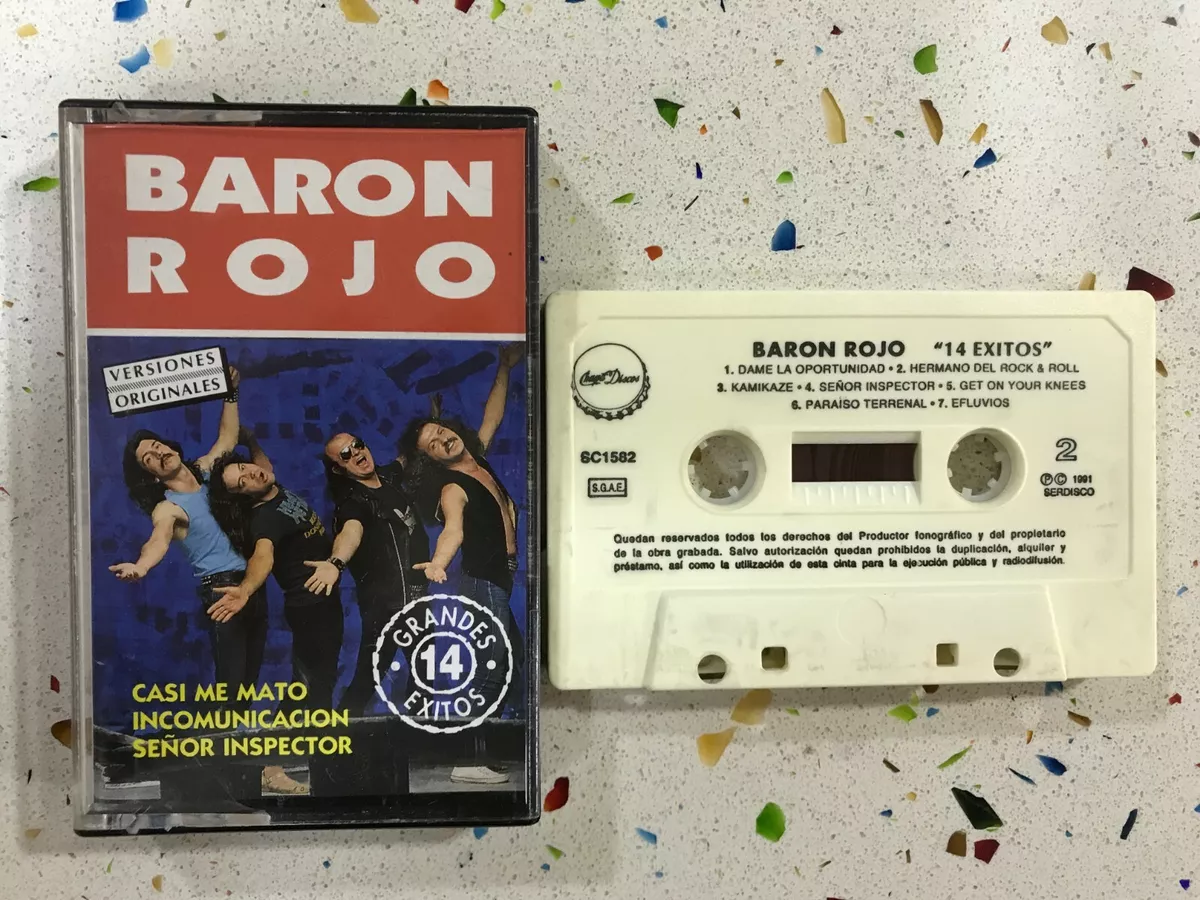 BARON
ROJO
VERSIONES
ORIGINALES
GRANDES
14
EXITOS
CASI ME MATO
INCOMUNICACION
SEÑOR INSPECTOR
Chapa Discos
BARON ROJO "14 EXITOS"
1. DAME LA OPORTUNIDAD • 2. HERMANO DEL ROCK & ROLL
3. KAMIKAZE • 4. SEÑOR INSPECTOR • 5. GET ON YOUR KNEES
6. PARAÍSO TERRENAL • 7. EFLUVIOS
SC1582
S.G.A.E.
2
℗© 1991
SERDISCO
Quedan reservados todos los derechos del Productor fonográfico y del propietario
de la obra grabada. Salvo autorización quedan prohibidos la duplicación, alquiler y
préstamo, así como la utilización de esta cinta para la ejecución pública y radiodifusión.